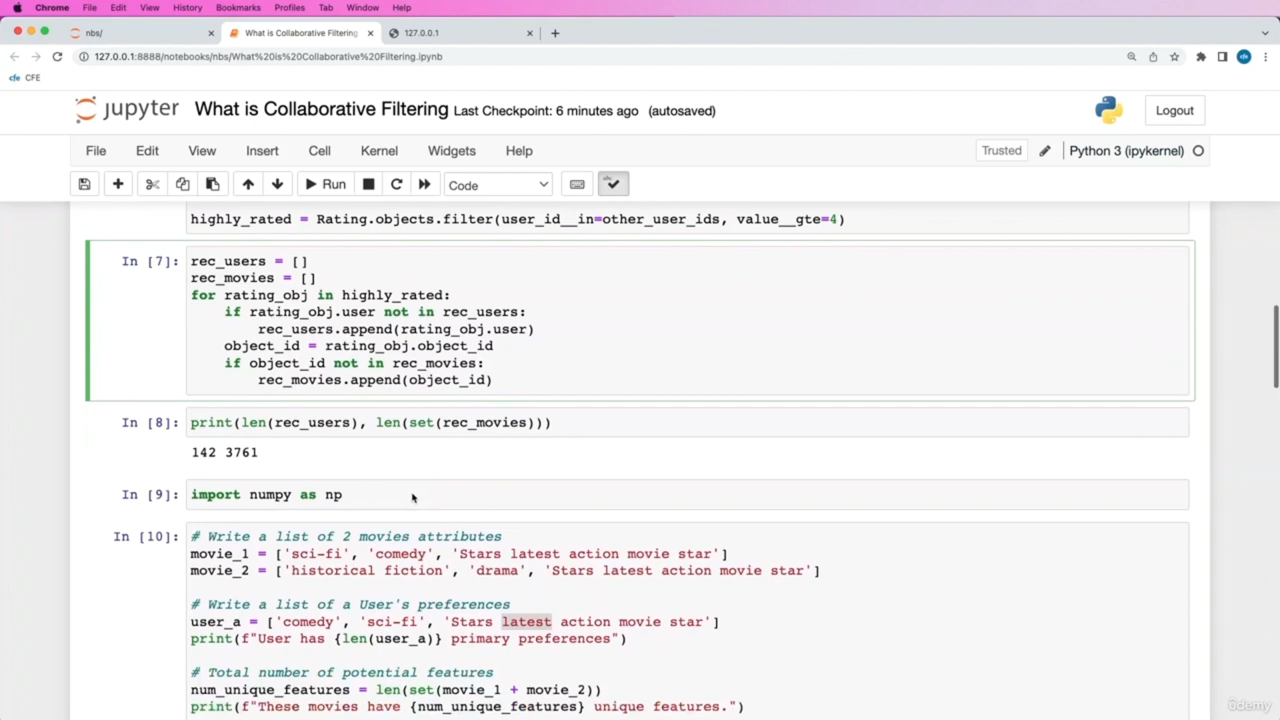 Chrome File Edit View History Bookmarks Profiles Tab Window Help
nbs/ What is Collaborative Filtering 127.0.0.1
127.0.0.1:8888/notebooks/nbs/What%20is%20Collaborative%20Filtering.ipynb
cfe CFE
jupyter What is Collaborative Filtering Last Checkpoint: 6 minutes ago (autosaved) Logout
File Edit View Insert Cell Kernel Widgets Help Trusted Python 3 (ipykernel)
Run Code
highly_rated = Rating.objects.filter(user_id__in=other_user_ids, value__gte=4)
In [7]: rec_users = []
rec_movies = []
for rating_obj in highly_rated:
    if rating_obj.user not in rec_users:
        rec_users.append(rating_obj.user)
    object_id = rating_obj.object_id
    if object_id not in rec_movies:
        rec_movies.append(object_id)
In [8]: print(len(rec_users), len(set(rec_movies)))
142 3761
In [9]: import numpy as np
In [10]: # Write a list of 2 movies attributes
movie_1 = ['sci-fi', 'comedy', 'Stars latest action movie star']
movie_2 = ['historical fiction', 'drama', 'Stars latest action movie star']
# Write a list of a User's preferences
user_a = ['comedy', 'sci-fi', 'Stars latest action movie star']
print(f"User has {len(user_a)} primary preferences")
# Total number of potential features
num_unique_features = len(set(movie_1 + movie_2))
print(f"These movies have {num_unique_features} unique features.")
ûdemy